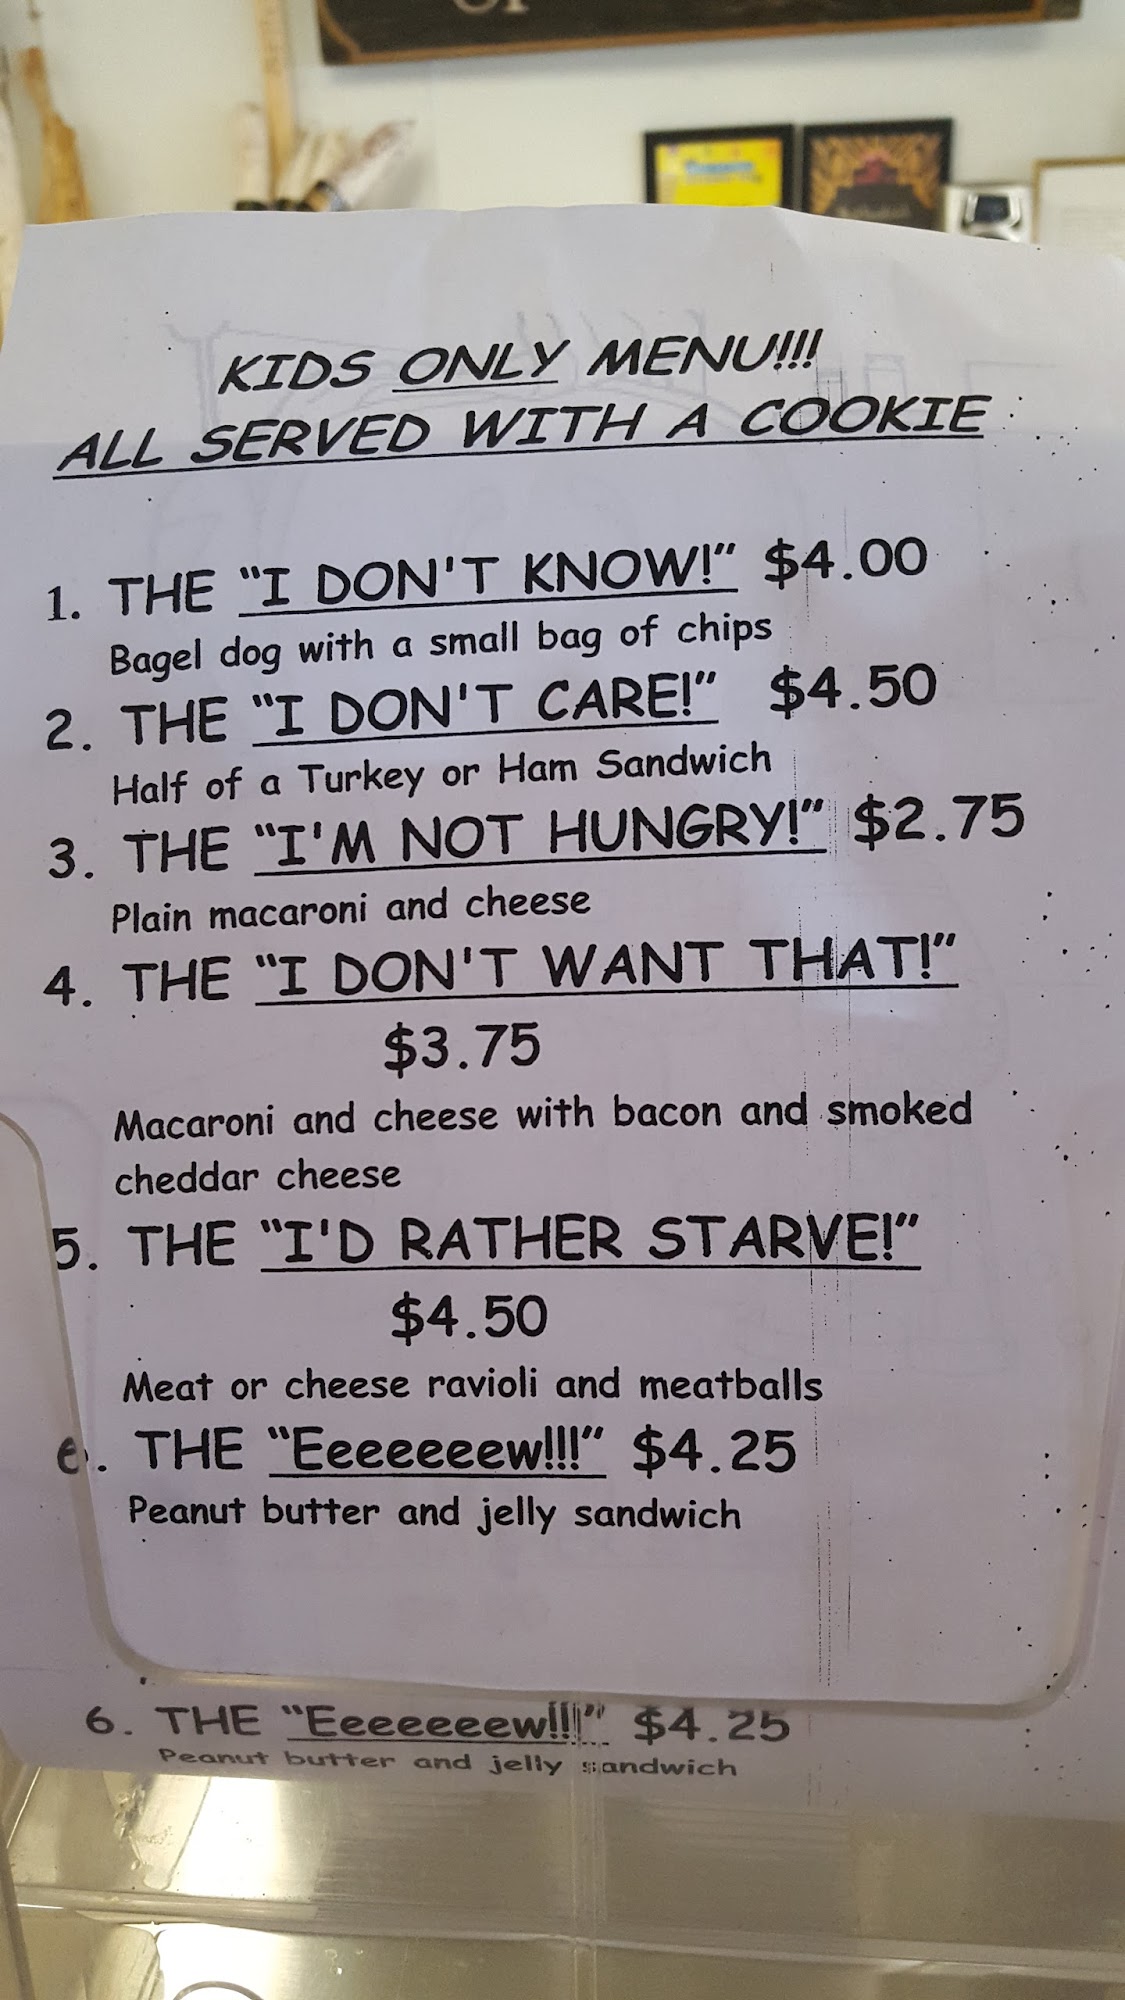 KIDS ONLY MENU!!!
ALL SERVED WITH A COOKIE
1. THE "I DON'T KNOW!" $4.00
Bagel dog with a small bag of chips
2. THE "I DON'T CARE!" $4.50
Half of a Turkey or Ham Sandwich
3. THE "I'M NOT HUNGRY!" $2.75
Plain macaroni and cheese
4. THE "I DON'T WANT THAT!"
$3.75
Macaroni and cheese with bacon and smoked
cheddar cheese
5. THE "I'D RATHER STARVE!"
$4.50
Meat or cheese ravioli and meatballs
6. THE "Eeeeeeew!!!" $4.25
Peanut butter and jelly sandwich
6. THE "Eeeeeeew!!!" $4.25
Peanut butter and jelly sandwich